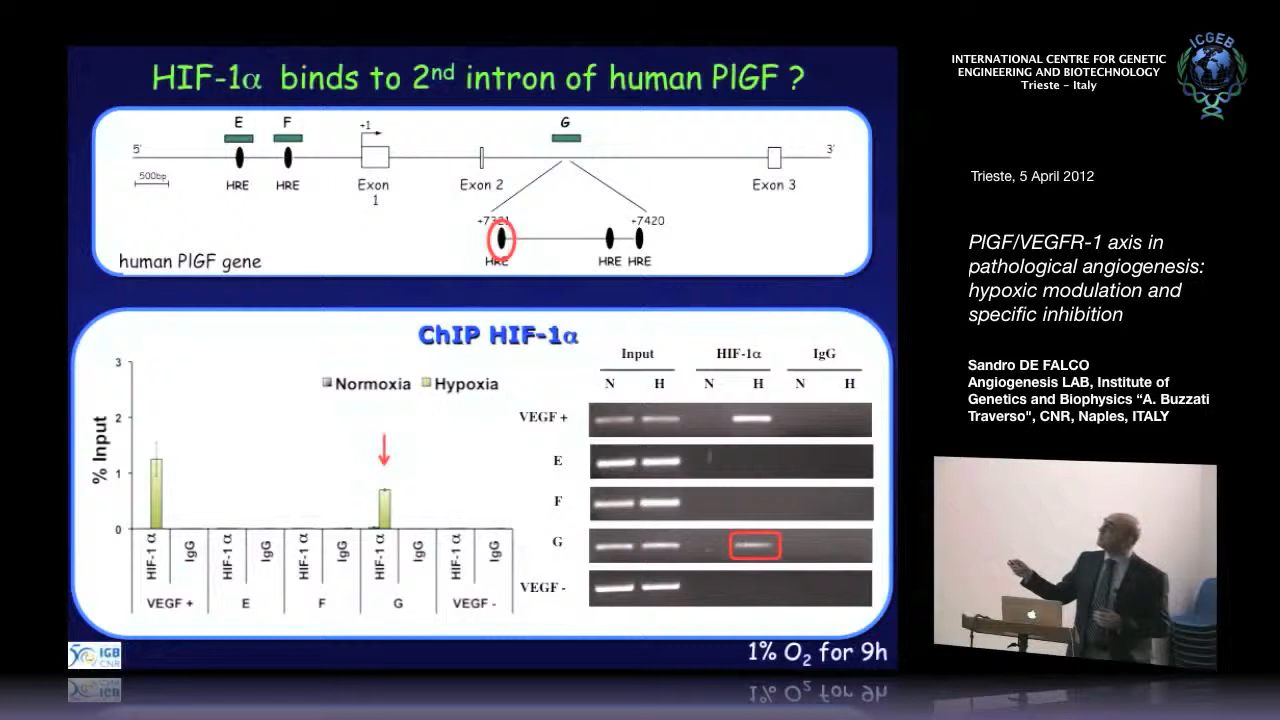 HIF-1α binds to 2nd intron of human PlGF ?
E
F
+1
G
5'
3'
500bp
HRE
HRE
Exon
1
Exon 2
Exon 3
+7321
+7420
HRE
HRE
HRE
human PlGF gene
ChIP HIF-1α
3
2
1
0
% Input
Normoxia
Hypoxia
HIF-1 α
IgG
HIF-1 α
IgG
HIF-1 α
IgG
HIF-1 α
IgG
HIF-1 α
IgG
VEGF +
E
F
G
VEGF -
Input
HIF-1α
IgG
N
H
N
H
N
H
VEGF +
E
F
G
VEGF -
1% O2 for 9h
IGB
CNR
INTERNATIONAL CENTRE FOR GENETIC
ENGINEERING AND BIOTECHNOLOGY
Trieste - Italy
ICGEB
Trieste, 5 April 2012
PlGF/VEGFR-1 axis in
pathological angiogenesis:
hypoxic modulation and
specific inhibition
Sandro DE FALCO
Angiogenesis LAB, Institute of
Genetics and Biophysics “A. Buzzati
Traverso", CNR, Naples, ITALY